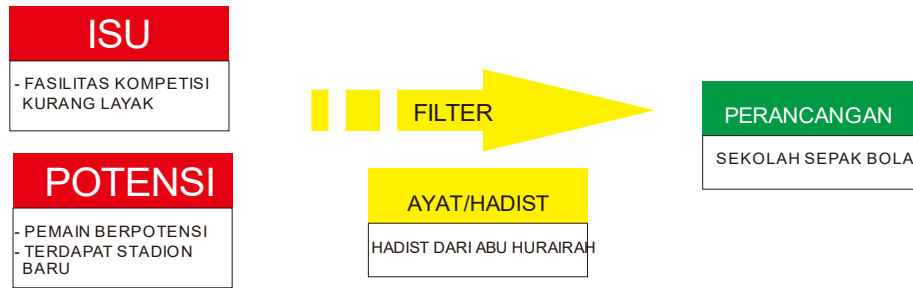 ISU
- FASILITAS KOMPETISI
KURANG LAYAK
POTENSI
- PEMAIN BERPOTENSI
- TERDAPAT STADION
BARU
FILTER
AYAT/HADIST
HADIST DARI ABU HURAIRAH
PERANCANGAN
SEKOLAH SEPAK BOLA